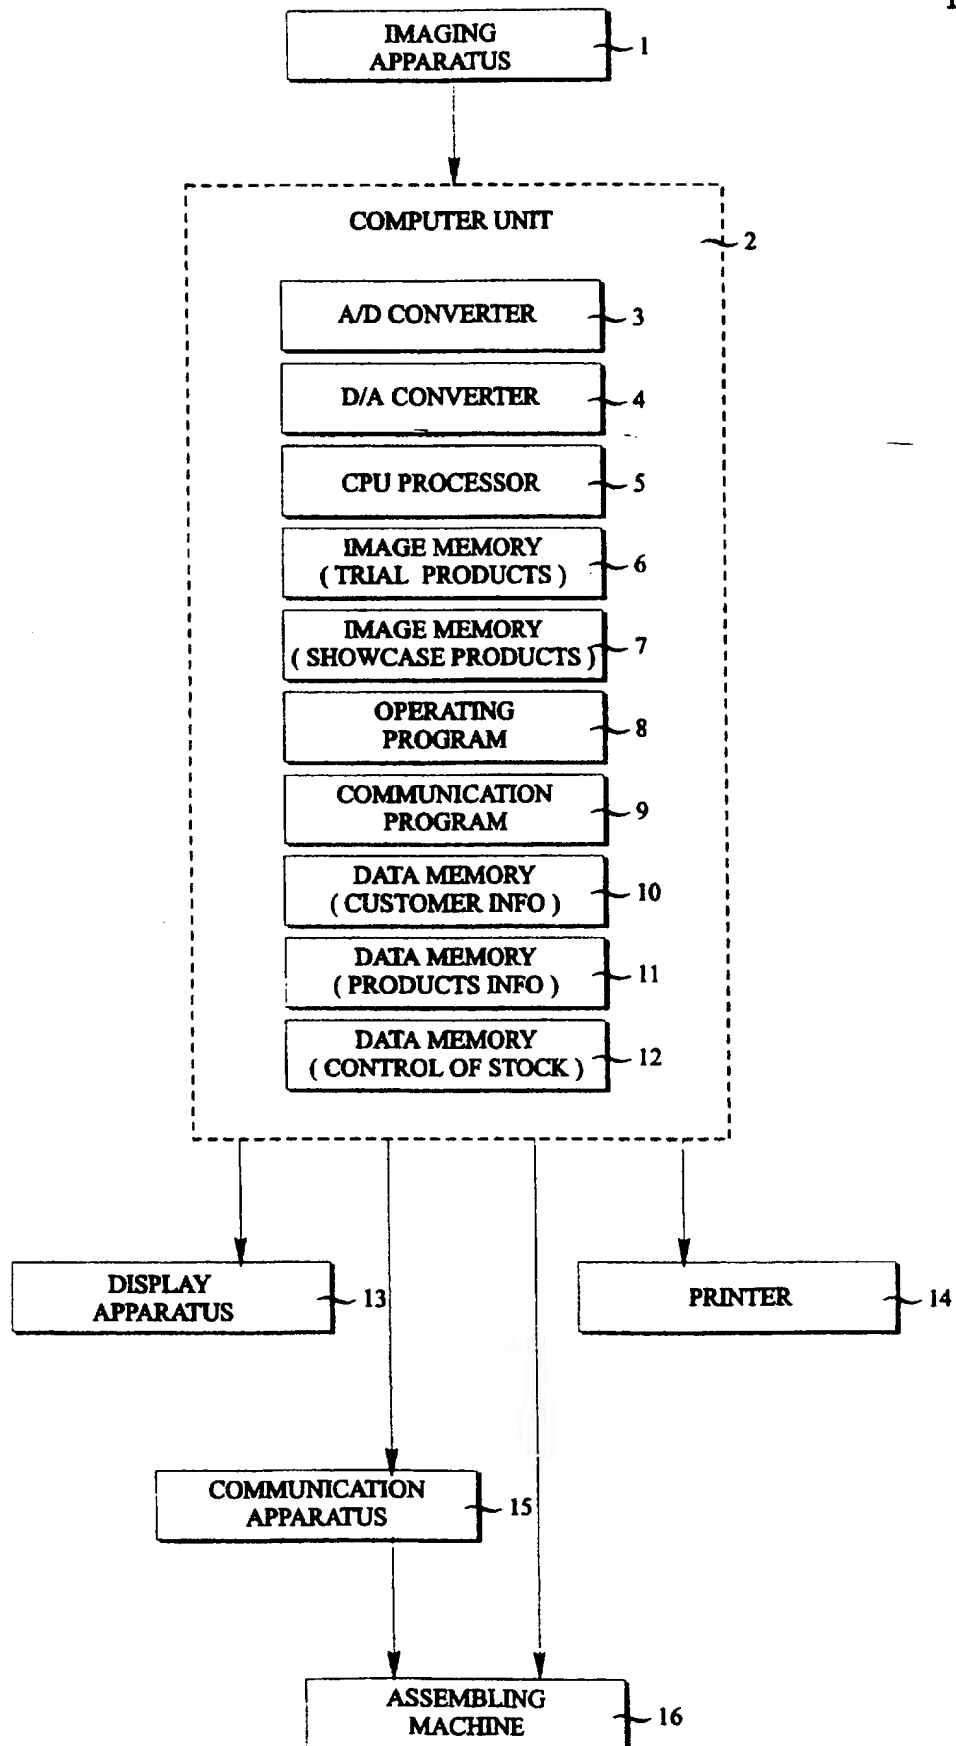 IMAGING
APPARATUS
1
COMPUTER UNIT
2
A/D CONVERTER
3
D/A CONVERTER
4
CPU PROCESSOR
5
IMAGE MEMORY
( TRIAL PRODUCTS )
6
IMAGE MEMORY
( SHOWCASE PRODUCTS )
7
OPERATING
PROGRAM
8
COMMUNICATION
PROGRAM
9
DATA MEMORY
( CUSTOMER INFO )
10
DATA MEMORY
( PRODUCTS INFO )
11
DATA MEMORY
( CONTROL OF STOCK )
12
DISPLAY
APPARATUS
13
PRINTER
14
COMMUNICATION
APPARATUS
15
ASSEMBLING
MACHINE
16